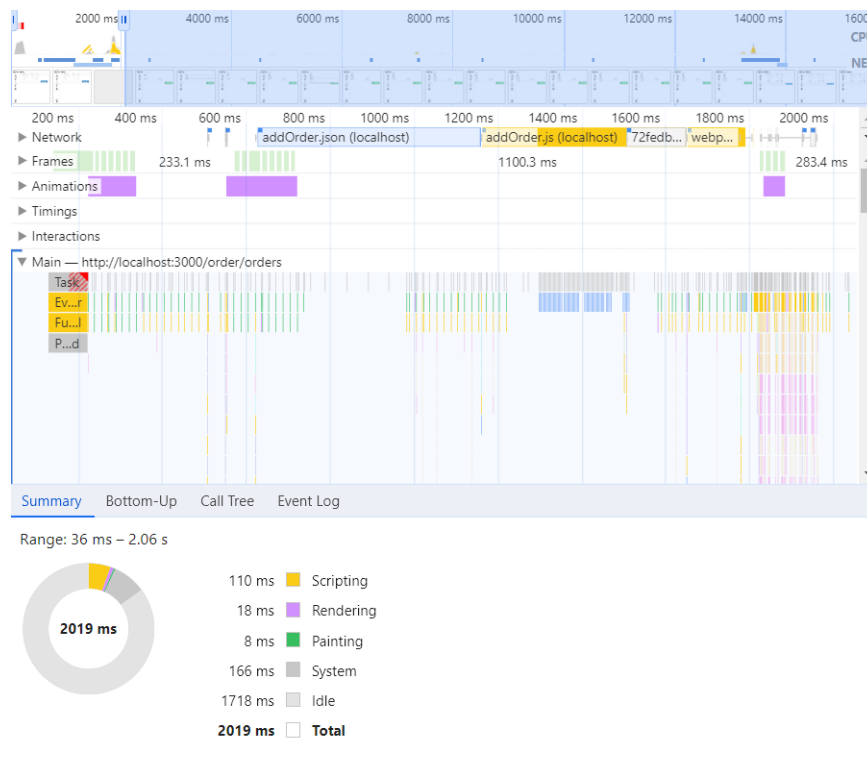 2000 ms 4000 ms 6000 ms 8000 ms 10000 ms 12000 ms 14000 ms 1600
CPU
NE
200 ms 400 ms 600 ms 800 ms 1000 ms 1200 ms 1400 ms 1600 ms 1800 ms 2000 ms
Network addOrder.json (localhost) addOrder.js (localhost) 72fedb... webp...
Frames 233.1 ms 1100.3 ms 283.4 ms
Animations
Timings
Interactions
Main — http://localhost:3000/order/orders
Task
Ev...r
Fu...l
P...d
Summary Bottom-Up Call Tree Event Log
Range: 36 ms – 2.06 s
2019 ms
110 ms Scripting
18 ms Rendering
8 ms Painting
166 ms System
1718 ms Idle
2019 ms Total